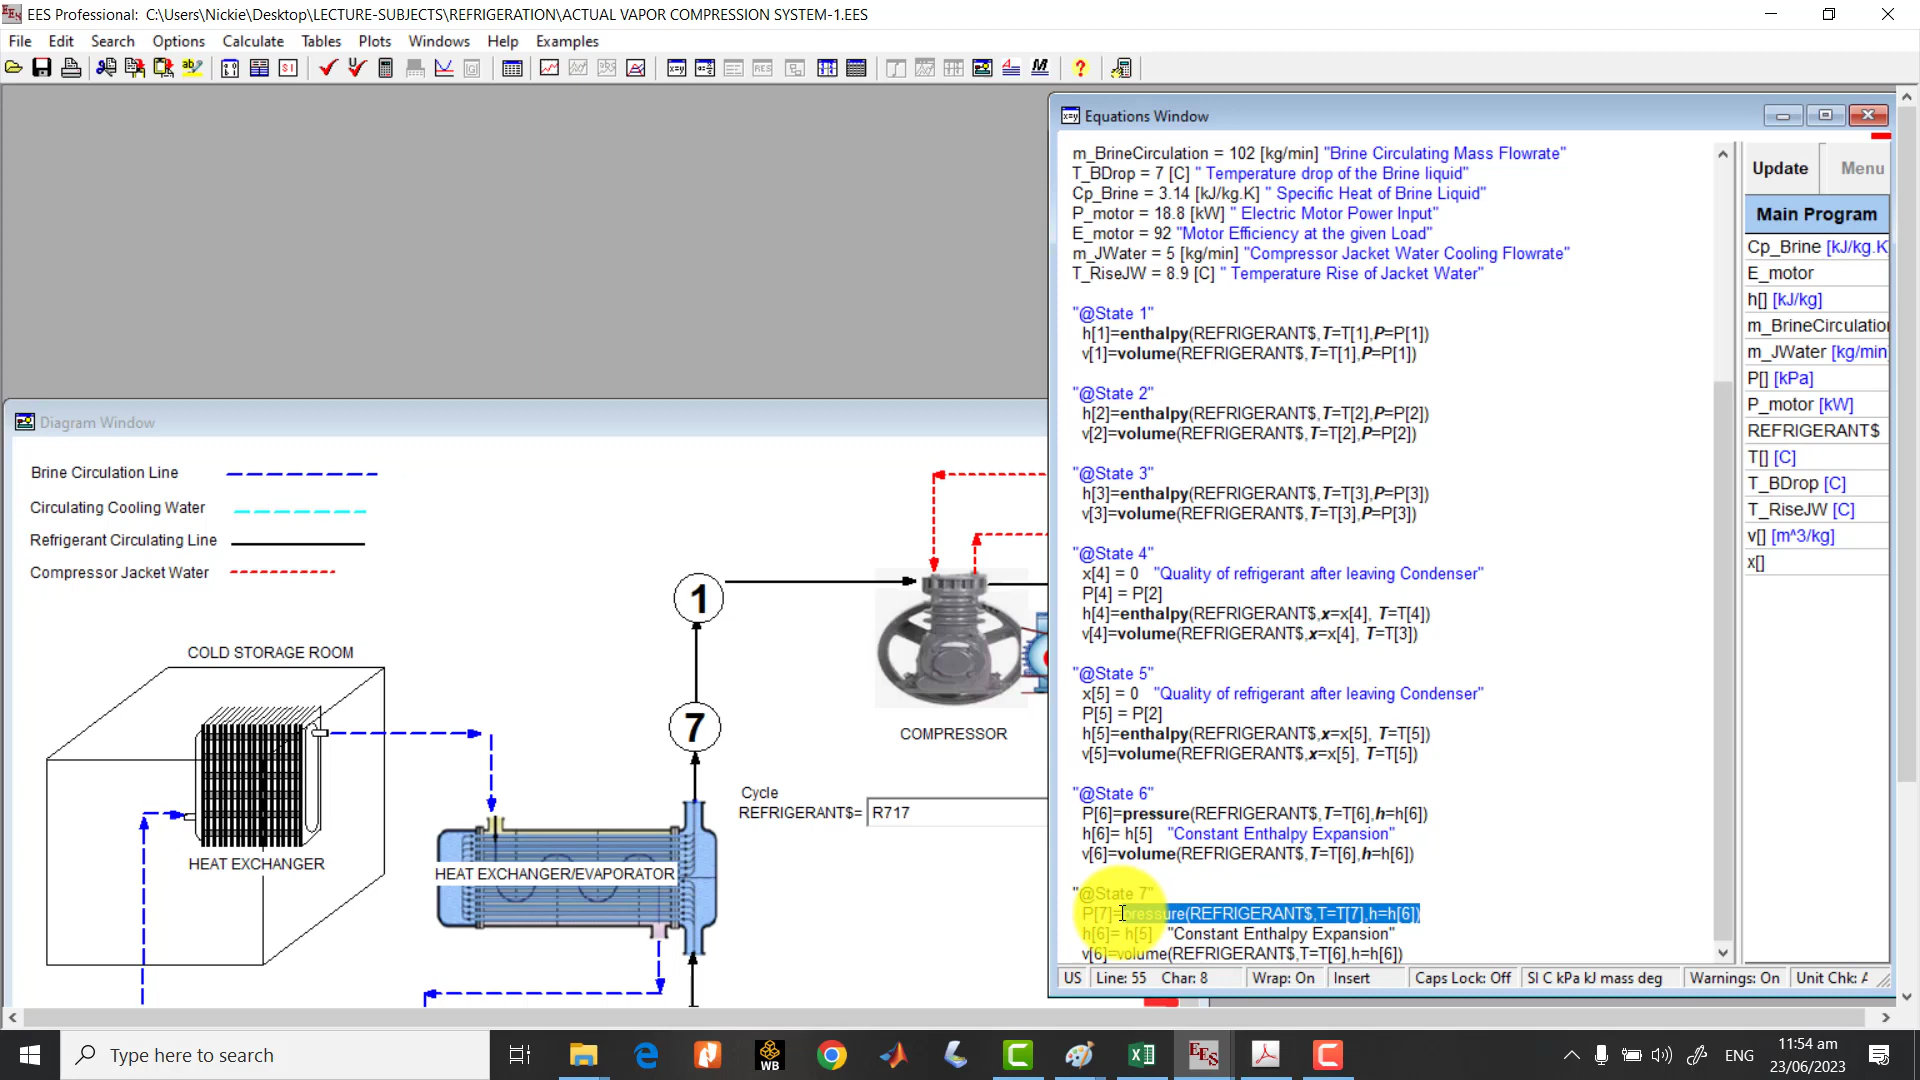 EES Professional: C:\Users\Nickie\Desktop\LECTURE-SUBJECTS\REFRIGERATION\ACTUAL VAPOR COMPRESSION SYSTEM-1.EES
File Edit Search Options Calculate Tables Plots Windows Help Examples
Equations Window
m_BrineCirculation = 102 [kg/min] "Brine Circulating Mass Flowrate"
T_BDrop = 7 [C] " Temperature drop of the Brine liquid"
Cp_Brine = 3.14 [kJ/kg.K] " Specific Heat of Brine Liquid"
P_motor = 18.8 [kW] " Electric Motor Power Input"
E_motor = 92 "Motor Efficiency at the given Load"
m_JWater = 5 [kg/min] "Compressor Jacket Water Cooling Flowrate"
T_RiseJW = 8.9 [C] " Temperature Rise of Jacket Water"
"@State 1"
h[1]=enthalpy(REFRIGERANT$,T=T[1],P=P[1])
v[1]=volume(REFRIGERANT$,T=T[1],P=P[1])
"@State 2"
h[2]=enthalpy(REFRIGERANT$,T=T[2],P=P[2])
v[2]=volume(REFRIGERANT$,T=T[2],P=P[2])
"@State 3"
h[3]=enthalpy(REFRIGERANT$,T=T[3],P=P[3])
v[3]=volume(REFRIGERANT$,T=T[3],P=P[3])
"@State 4"
x[4] = 0 "Quality of refrigerant after leaving Condenser"
P[4] = P[2]
h[4]=enthalpy(REFRIGERANT$,x=x[4], T=T[4])
v[4]=volume(REFRIGERANT$,x=x[4], T=T[3])
"@State 5"
x[5] = 0 "Quality of refrigerant after leaving Condenser"
P[5] = P[2]
h[5]=enthalpy(REFRIGERANT$,x=x[5], T=T[5])
v[5]=volume(REFRIGERANT$,x=x[5], T=T[5])
"@State 6"
P[6]=pressure(REFRIGERANT$,T=T[6],h=h[6])
h[6]= h[5] "Constant Enthalpy Expansion"
v[6]=volume(REFRIGERANT$,T=T[6],h=h[6])
"@State 7"
P[7]=pressure(REFRIGERANT$,T=T[7],h=h[6])
h[6]= h[5] "Constant Enthalpy Expansion"
v[6]=volume(REFRIGERANT$,T=T[6],h=h[6])
US Line: 55 Char: 8 Wrap: On Insert Caps Lock: Off SI C kPa kJ mass deg Warnings: On Unit Chk: A
Update Menu
Main Program
Cp_Brine [kJ/kg.K
E_motor
h[] [kJ/kg]
m_BrineCirculation
m_JWater [kg/min]
P[] [kPa]
P_motor [kW]
REFRIGERANT$
T[] [C]
T_BDrop [C]
T_RiseJW [C]
v[] [m^3/kg]
x[]
Diagram Window
Brine Circulation Line
Circulating Cooling Water
Refrigerant Circulating Line
Compressor Jacket Water
COLD STORAGE ROOM
HEAT EXCHANGER
1
7
COMPRESSOR
Cycle
REFRIGERANT$= R717
HEAT EXCHANGER/EVAPORATOR
Type here to search
WB
EES
ENG
11:54 am
23/06/2023